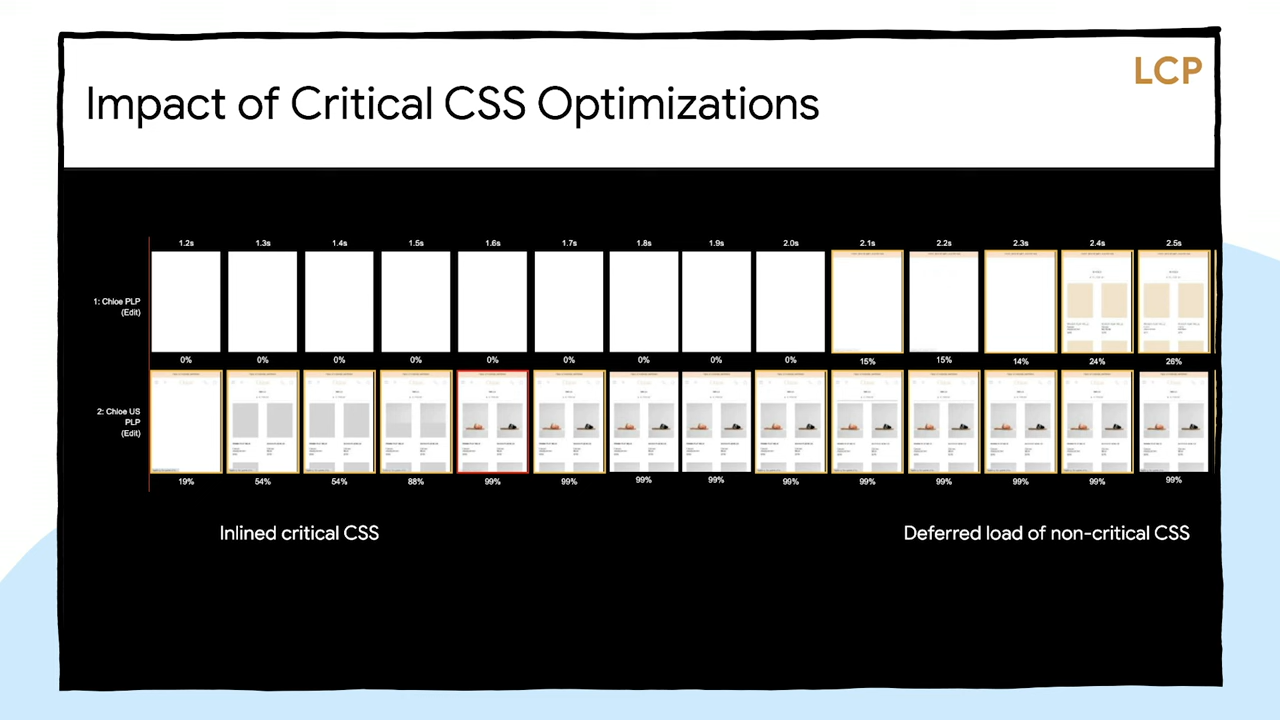 LCP
Impact of Critical CSS Optimizations
1.2s 1.3s 1.4s 1.5s 1.6s 1.7s 1.8s 1.9s 2.0s 2.1s 2.2s 2.3s 2.4s 2.5s
1: Chloe PLP
(Edit)
0% 0% 0% 0% 0% 0% 0% 0% 0% 15% 15% 14% 24% 26%
2: Chloe US
PLP
(Edit)
19% 54% 54% 88% 99% 99% 99% 99% 99% 99% 99% 99% 99% 99%
Inlined critical CSS
Deferred load of non-critical CSS